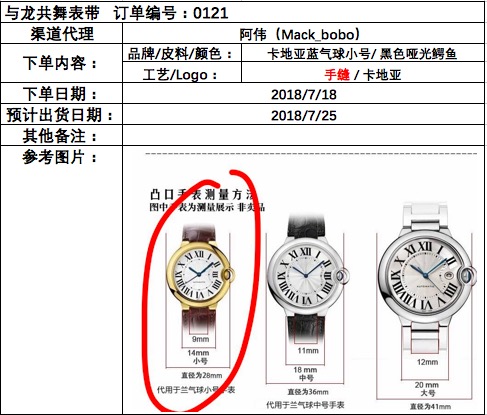 与龙共舞表带 订单编号：0121
渠道代理
阿伟（Mack_bobo）
下单内容：
品牌/皮料/颜色：
卡地亚蓝气球小号/ 黑色哑光鳄鱼
工艺/Logo：
手缝 / 卡地亚
下单日期：
2018/7/18
预计出货日期：
2018/7/25
其他备注：
参考图片：
凸口手表测量方法
图中手表为测量展示 非卖品
9mm
14mm
小号
直径为28mm
代用于兰气球小号手表
11mm
18 mm
中号
直径为36mm
代用于兰气球中号手表
12mm
20 mm
大号
直径为41mm